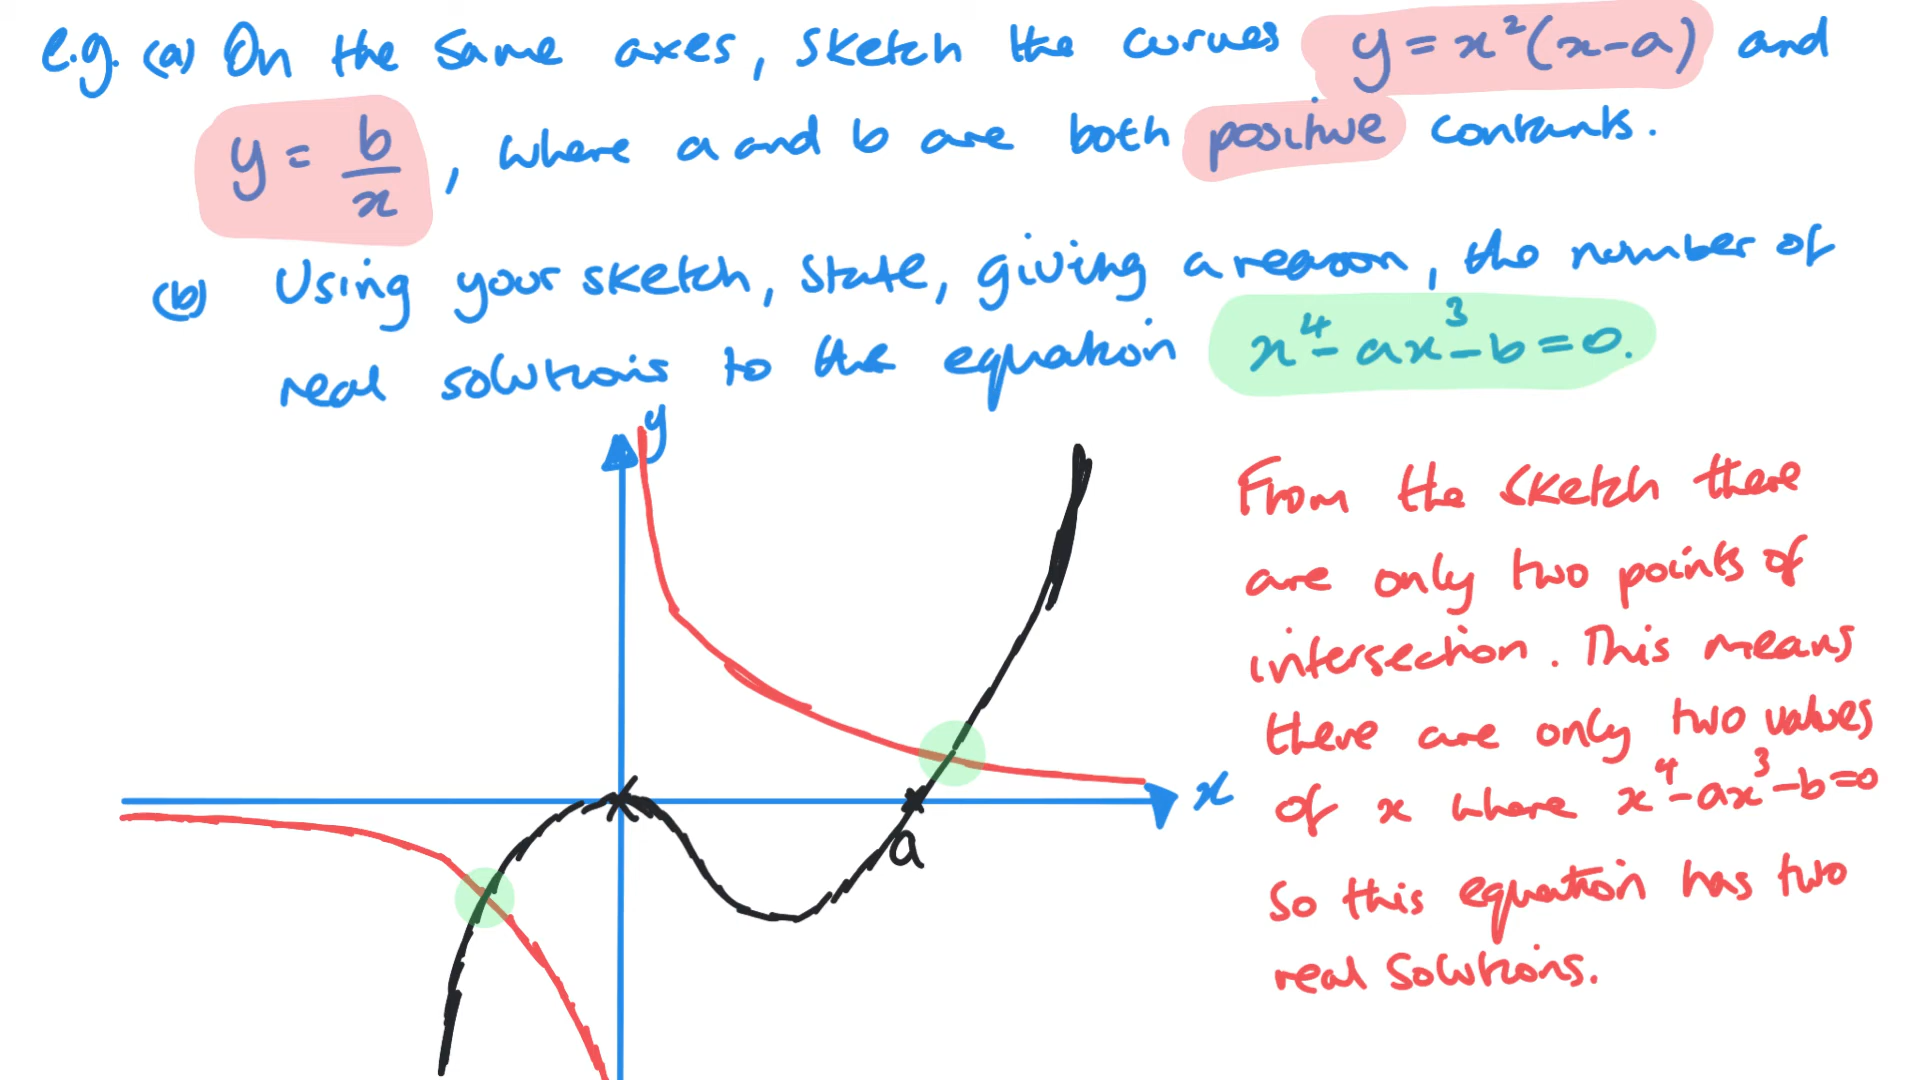 e.g. (a) On the same axes, sketch the curves y = x²(x-a) and
y = b/x, where a and b are both positive contants.
(b) Using your sketch, state, giving a reason, the number of
real solutions to the equation x⁴ - ax³ - b = 0.
y
x
a
From the sketch there
are only two points of
intersection. This means
there are only two values
of x where x⁴-ax³-b=0
So this equation has two
real solutions.